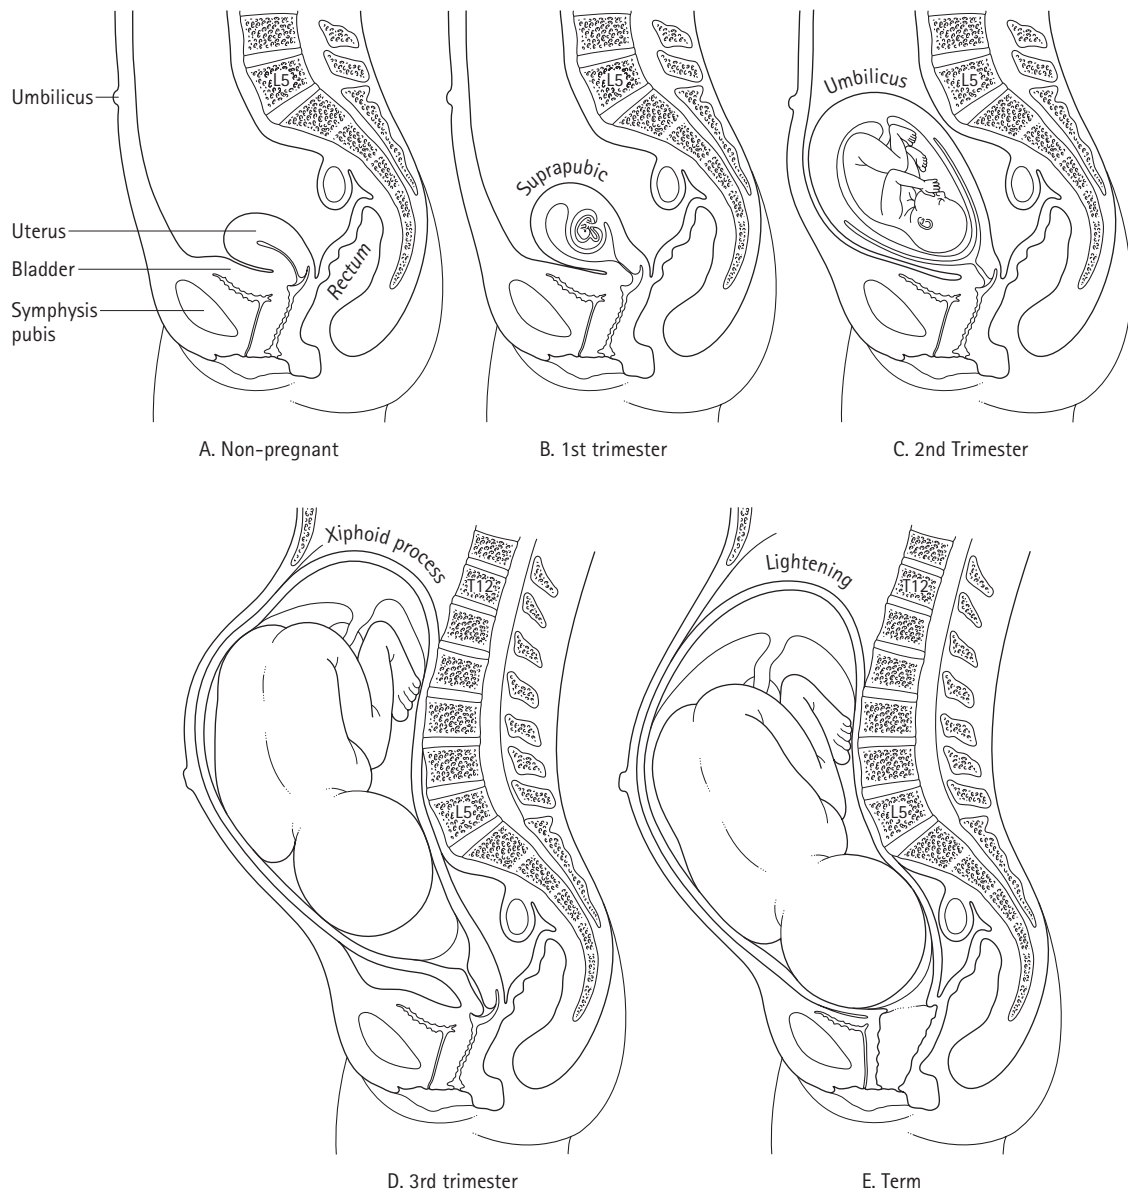 Umbilicus
Uterus
Bladder
Symphysis
pubis
L5
Rectum
A. Non-pregnant
L5
Suprapubic
B. 1st trimester
L5
Umbilicus
C. 2nd Trimester
Xiphoid process
T12
L5
D. 3rd trimester
Lightening
T12
L5
E. Term